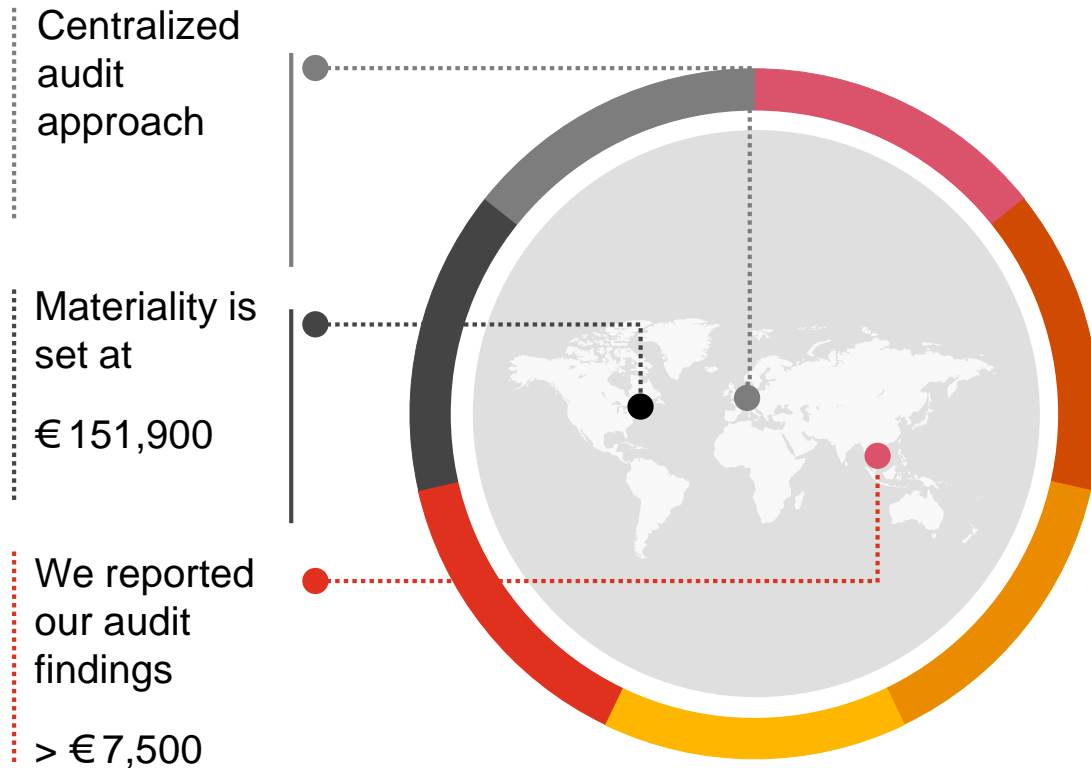 Centralized
audit
approach
Materiality is
set at
€ 151,900
We reported
our audit
findings
> € 7,500